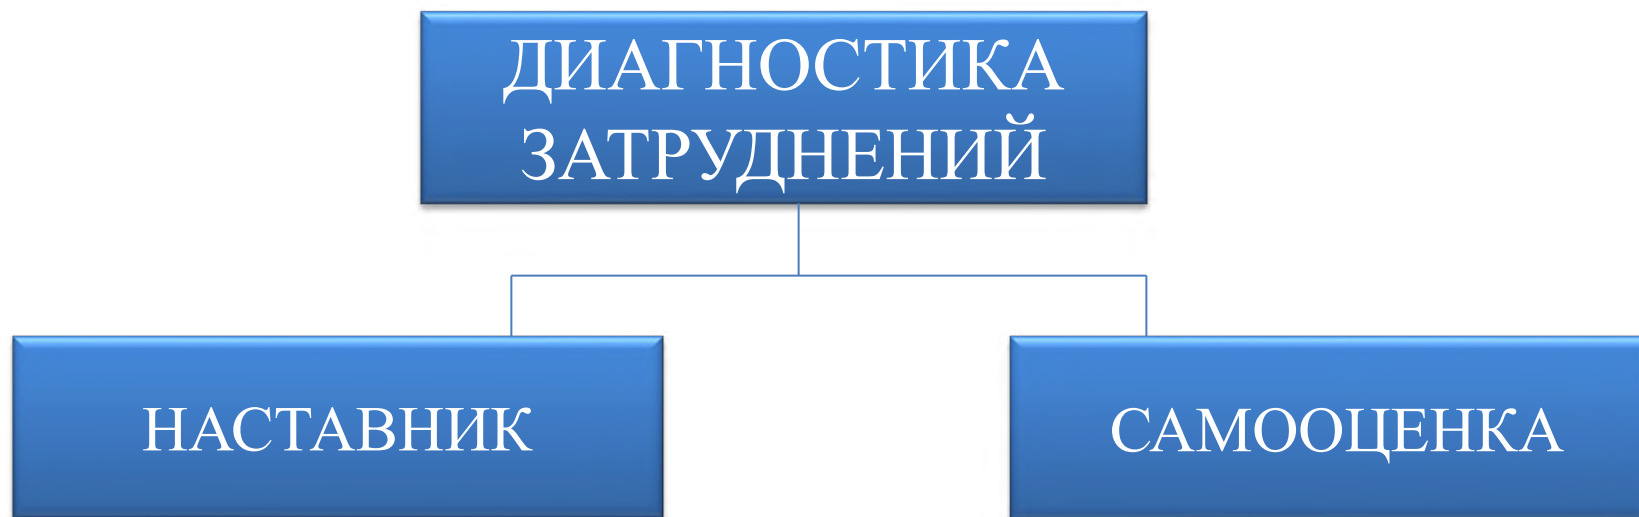 ДИАГНОСТИКА
ЗАТРУДНЕНИЙ
НАСТАВНИК
САМООЦЕНКА